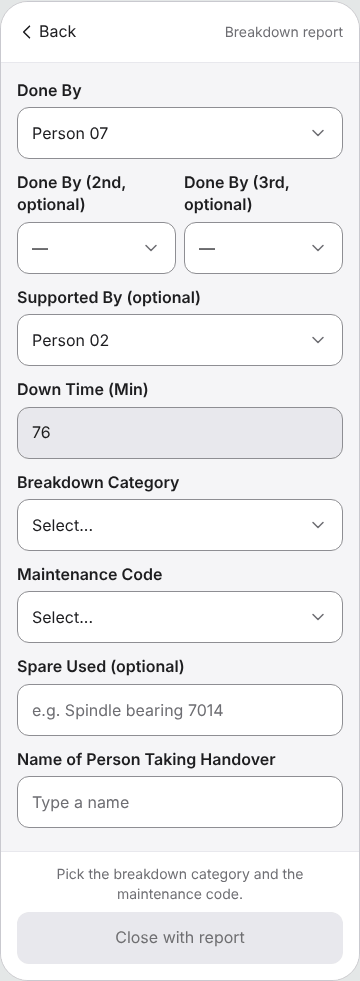 Back
Breakdown report
Done By
Person 07
Done By (2nd,
optional)
Done By (3rd,
optional)
—
—
Supported By (optional)
Person 02
Down Time (Min)
76
Breakdown Category
Select...
Maintenance Code
Select...
Spare Used (optional)
e.g. Spindle bearing 7014
Name of Person Taking Handover
Type a name
Pick the breakdown category and the
maintenance code.
Close with report